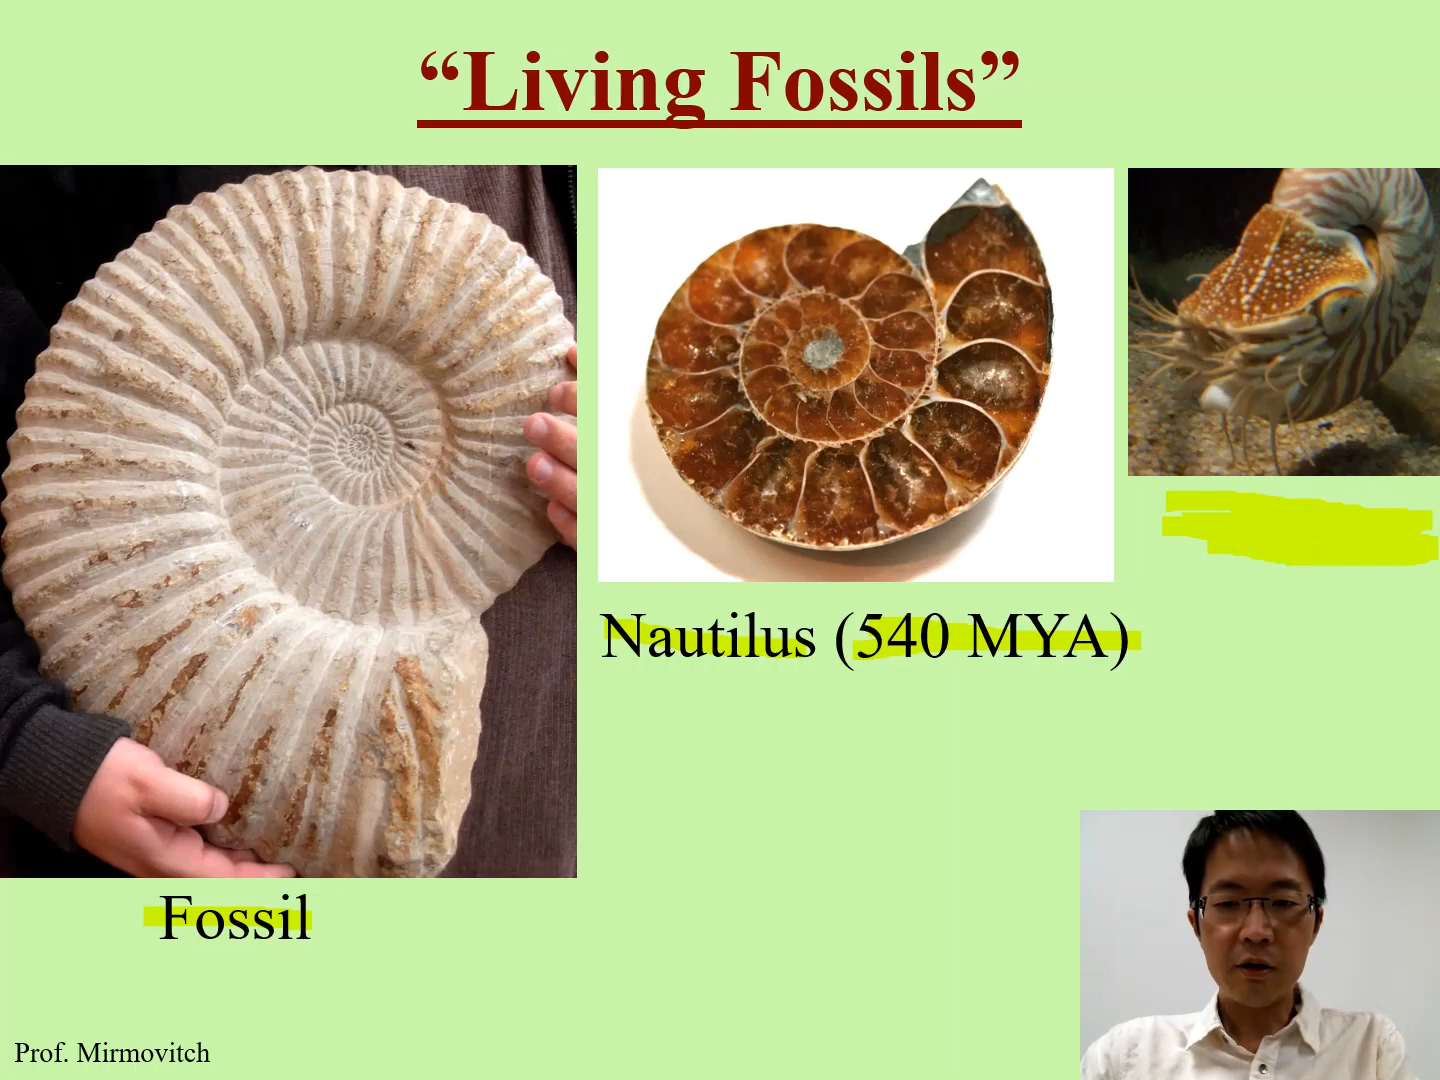 “Living Fossils”
Nautilus (540 MYA)
Fossil
Prof. Mirmovitch